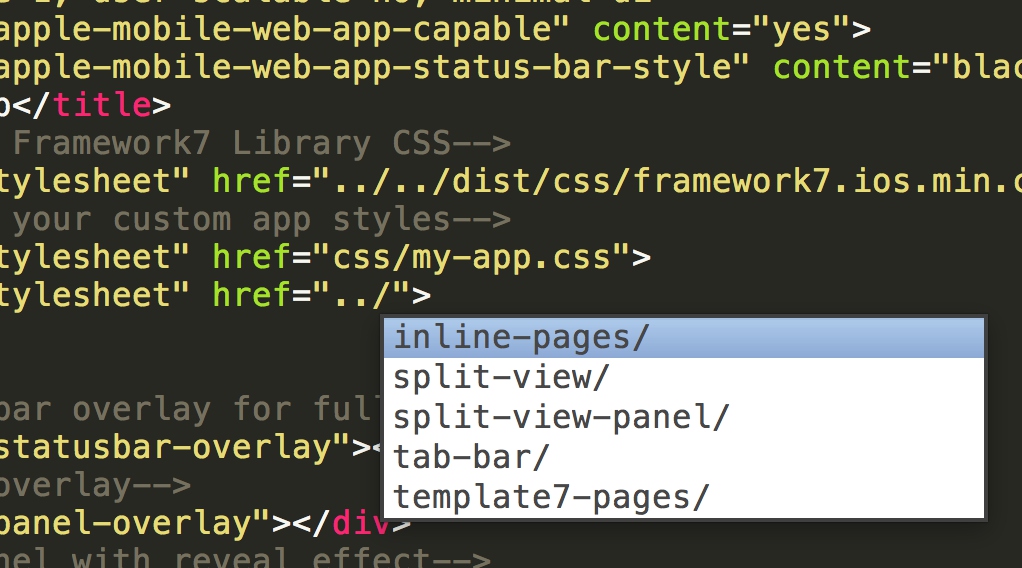 apple-mobile-web-app-capable" content="yes">
apple-mobile-web-app-status-bar-style" content="blac
</title>
Framework7 Library CSS-->
tylesheet" href="../../dist/css/framework7.ios.min.c
your custom app styles-->
tylesheet" href="css/my-app.css">
tylesheet" href="../">
inline-pages/
split-view/
bar overlay for full
split-view-panel/
statusbar-overlay"><
tab-bar/
overlay-->
template7-pages/
panel-overlay"></div>
nel with reveal effect-->